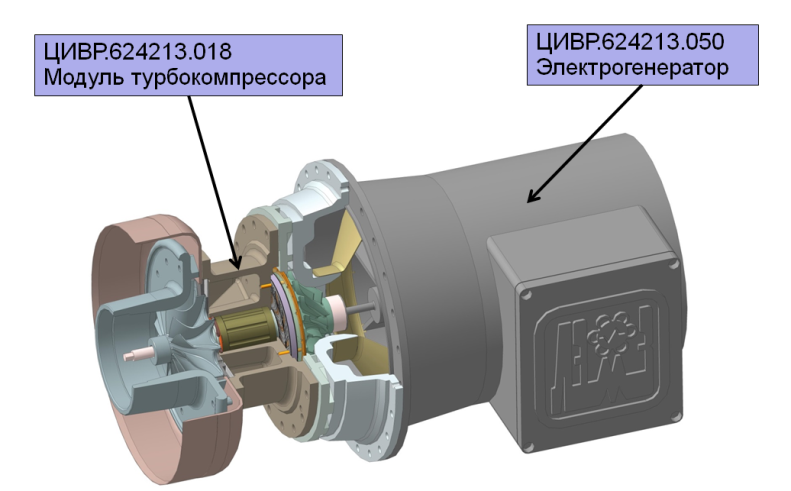 ЦИВР.624213.018
Модуль турбокомпрессора
ЦИВР.624213.050
Электрогенератор